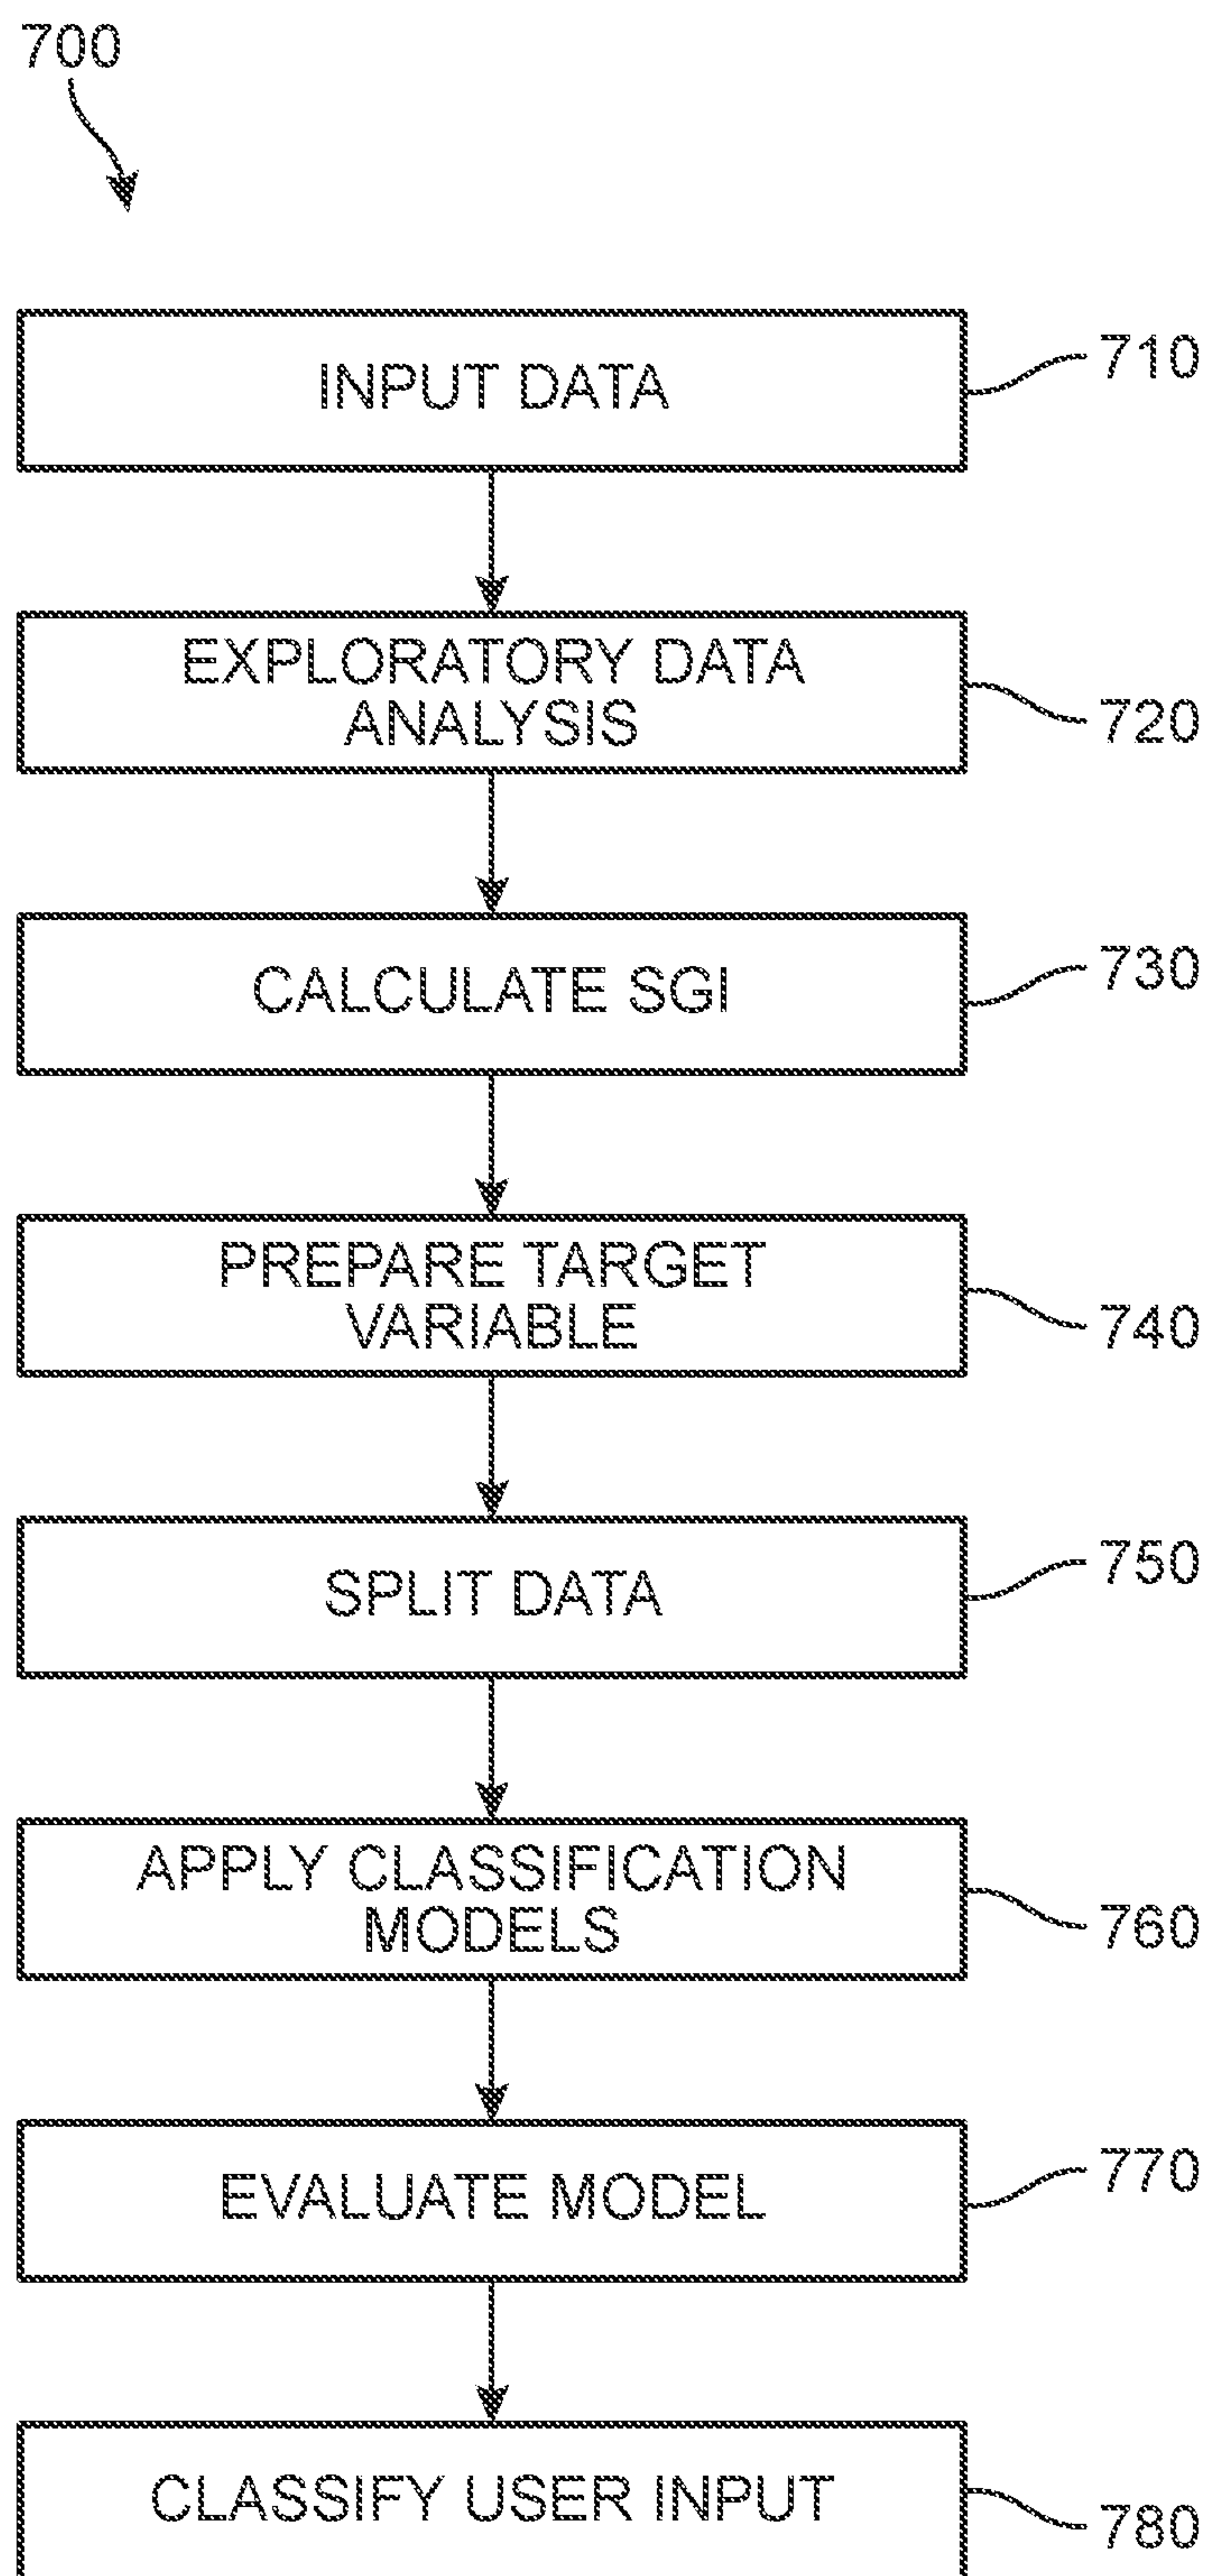 700
INPUT DATA
710
EXPLORATORY DATA
ANALYSIS
720
CALCULATE SGI
730
PREPARE TARGET
VARIABLE
740
SPLIT DATA
750
APPLY CLASSIFICATION
MODELS
760
EVALUATE MODEL
770
CLASSIFY USER INPUT
780